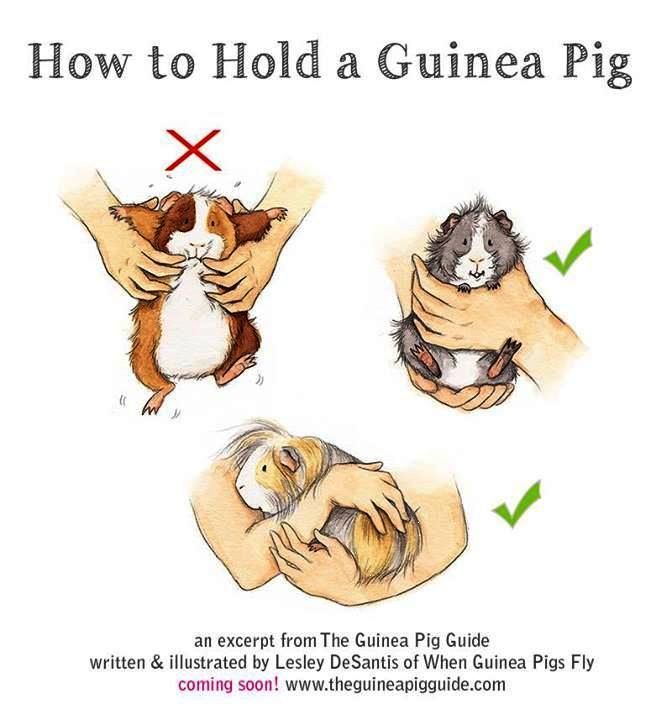 How to Hold a Guinea Pig
an excerpt from The Guinea Pig Guide
written & illustrated by Lesley DeSantis of When Guinea Pigs Fly
coming soon! www.theguineapigguide.com